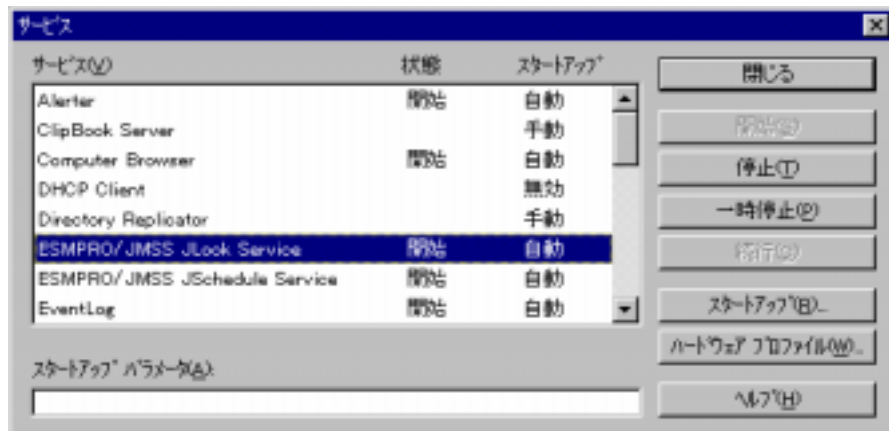 サービス
サービス(V) 状態 スタートアップ
Alerter 開始 自動
ClipBook Server 手動
Computer Browser 開始 自動
DHCP Client 無効
Directory Replicator 手動
ESMPRO/JMSS JLook Service 開始 自動
ESMPRO/JMSS JSchedule Service 開始 自動
EventLog 開始 自動
スタートアップ パラメータ(A):
閉じる
開始(S)
停止(T)
一時停止(P)
続行(C)
スタートアップ(R)...
ハードウェア プロファイル(W)...
ヘルプ(H)